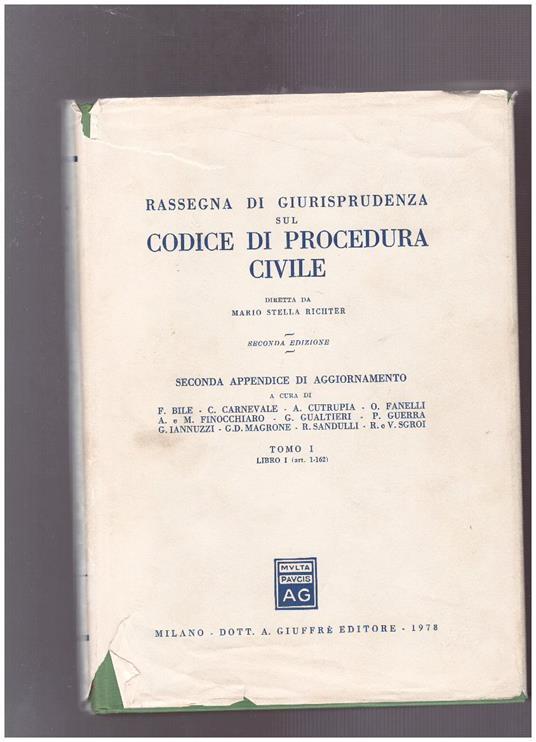 RASSEGNA DI GIURISPRUDENZA
SUL
CODICE DI PROCEDURA
CIVILE
DIRETTA DA
MARIO STELLA RICHTER
SECONDA EDIZIONE
SECONDA APPENDICE DI AGGIORNAMENTO
A CURA DI
F. BILE - C. CARNEVALE - A. CUTRUPIA - O. FANELLI
A. e M. FINOCCHIARO - G. GUALTIERI - P. GUERRA
G. IANNUZZI - G.D. MAGRONE - R. SANDULLI - R. e V. SGROI
TOMO I
LIBRO I (art. 1-162)
MVLTA
PAVCIS
AG
MILANO - DOTT. A. GIUFFRÈ EDITORE - 1978